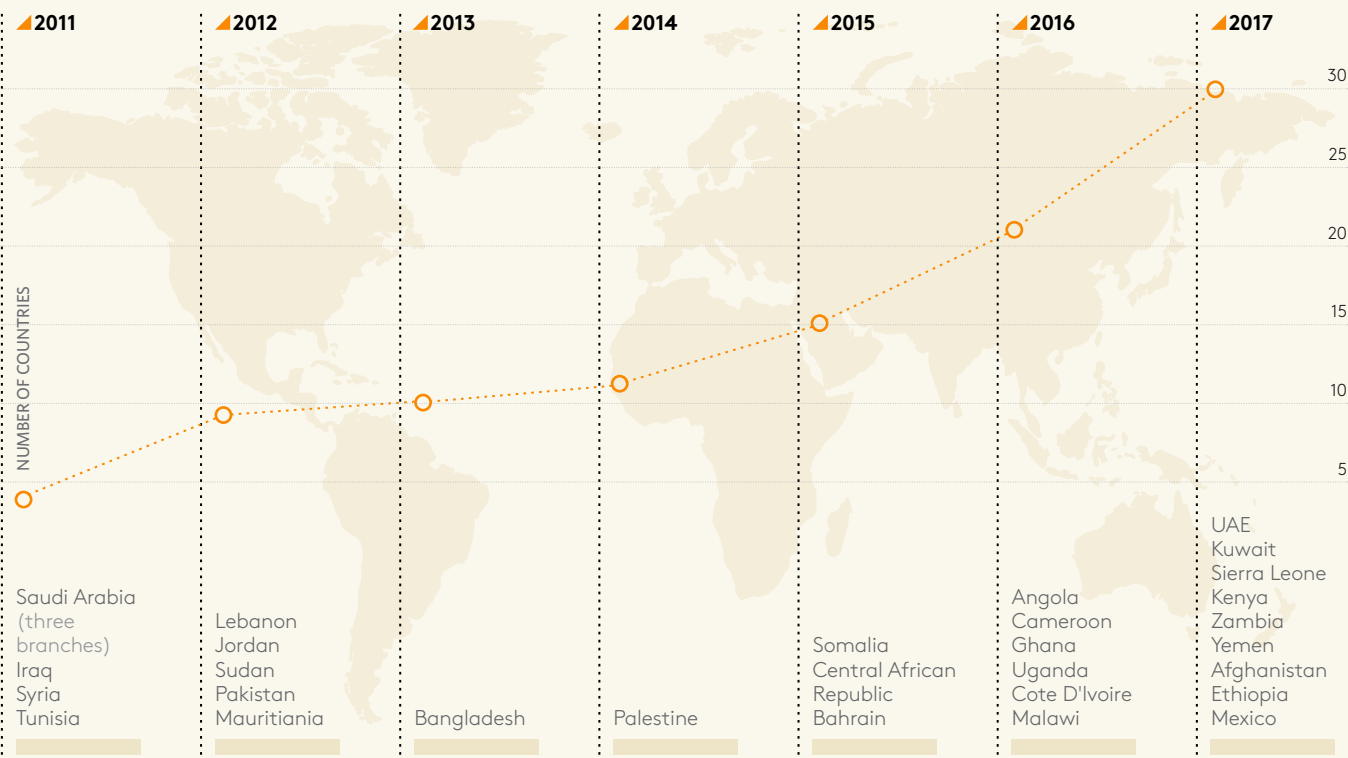 2011
2012
2013
2014
2015
2016
2017
30
25
20
15
10
5
NUMBER OF COUNTRIES
Saudi Arabia
(three
branches)
Iraq
Syria
Tunisia
Lebanon
Jordan
Sudan
Pakistan
Mauritiania
Bangladesh
Palestine
Somalia
Central African
Republic
Bahrain
Angola
Cameroon
Ghana
Uganda
Cote D'Ivoire
Malawi
UAE
Kuwait
Sierra Leone
Kenya
Zambia
Yemen
Afghanistan
Ethiopia
Mexico